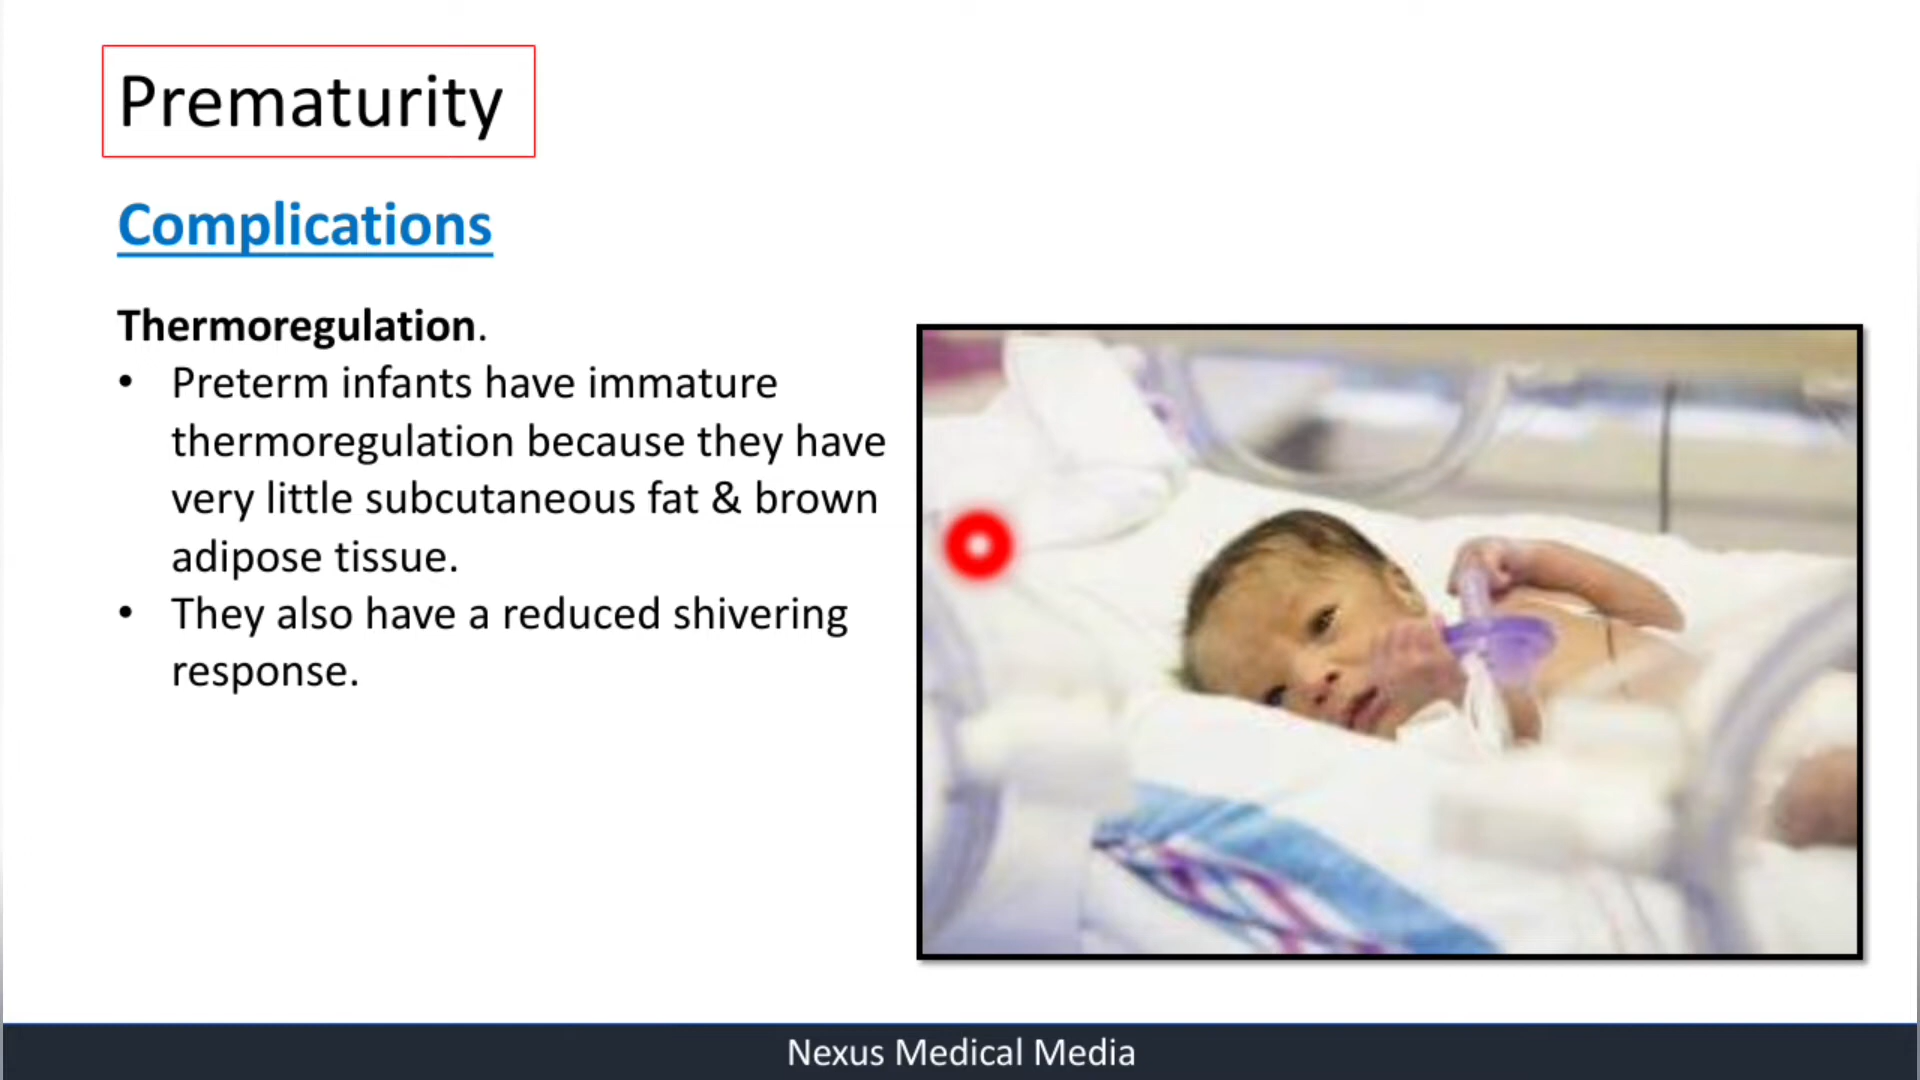 Prematurity
Complications
Thermoregulation.
• Preterm infants have immature
thermoregulation because they have
very little subcutaneous fat & brown
adipose tissue.
• They also have a reduced shivering
response.
Nexus Medical Media